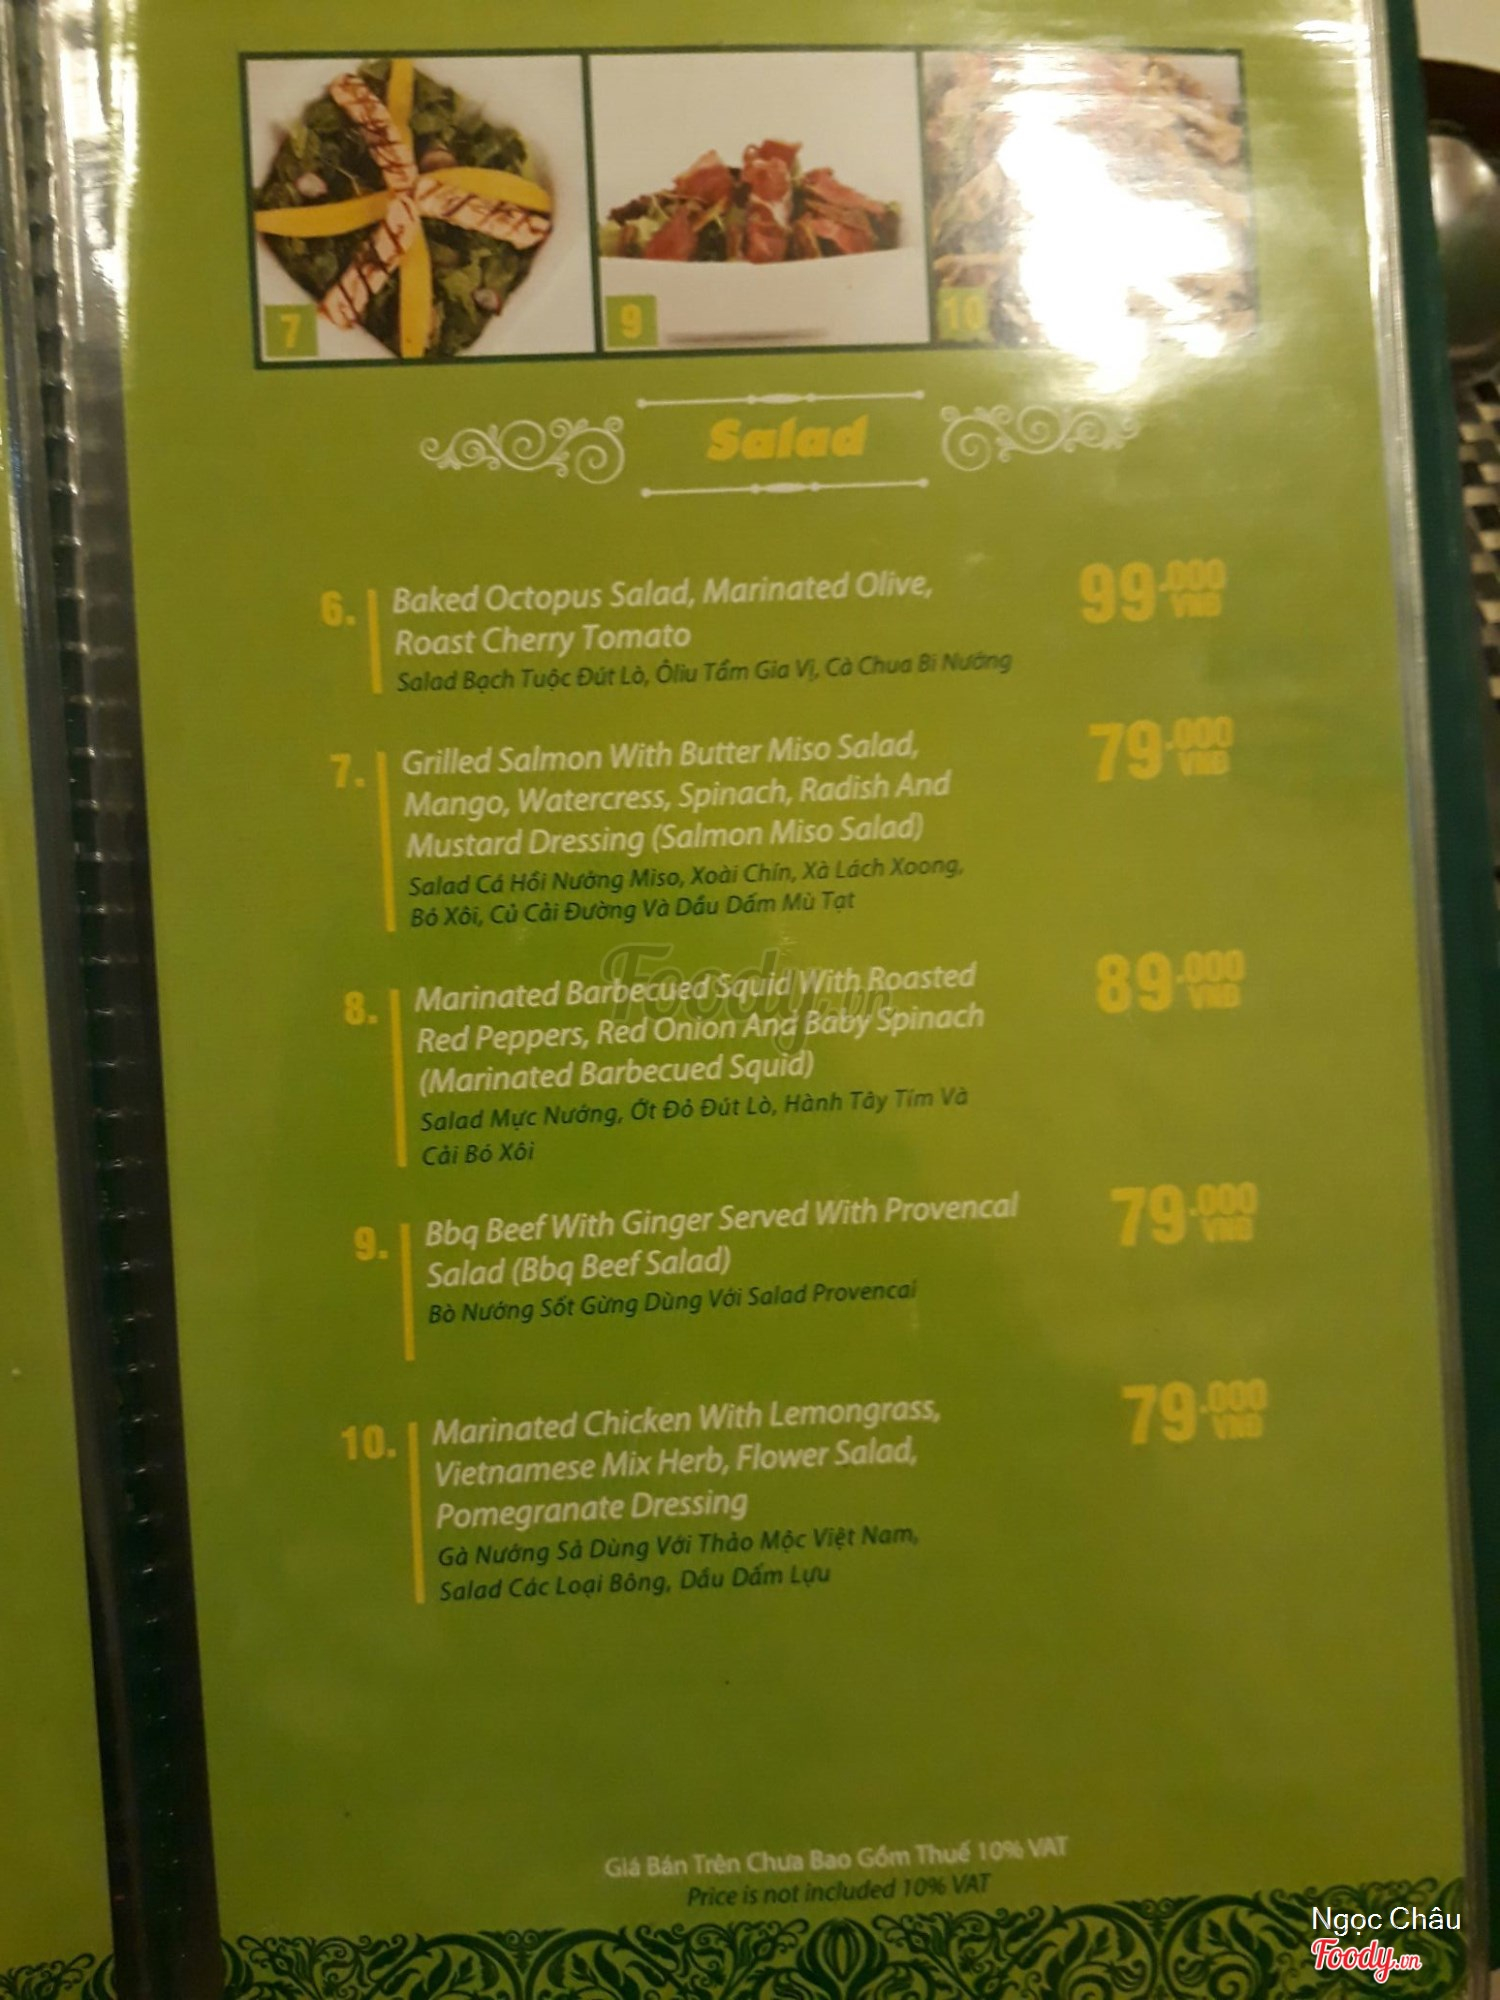 7
9
10
Salad
6.
Baked Octopus Salad, Marinated Olive,
Roast Cherry Tomato
Salad Bạch Tuộc Đút Lò, Ôliu Tẩm Gia Vị, Cà Chua Bi Nướng
99.000
VNĐ
7.
Grilled Salmon With Butter Miso Salad,
Mango, Watercress, Spinach, Radish And
Mustard Dressing (Salmon Miso Salad)
Salad Cá Hồi Nướng Miso, Xoài Chín, Xà Lách Xoong,
Bó Xôi, Củ Cải Đường Và Dầu Dấm Mù Tạt
79.000
VNĐ
8.
Marinated Barbecued Squid With Roasted
Red Peppers, Red Onion And Baby Spinach
(Marinated Barbecued Squid)
Salad Mực Nướng, Ớt Đỏ Đút Lò, Hành Tây Tím Và
Cải Bó Xôi
89.000
VNĐ
Foody.vn
9.
Bbq Beef With Ginger Served With Provencal
Salad (Bbq Beef Salad)
Bò Nướng Sốt Gừng Dùng Với Salad Provencal
79.000
VNĐ
10.
Marinated Chicken With Lemongrass,
Vietnamese Mix Herb, Flower Salad,
Pomegranate Dressing
Gà Nướng Sả Dùng Với Thảo Mộc Việt Nam,
Salad Các Loại Bông, Dầu Dấm Lựu
79.000
VNĐ
Giá Bán Trên Chưa Bao Gồm Thuế 10% VAT
Price is not included 10% VAT
Ngọc Châu
Foody.vn